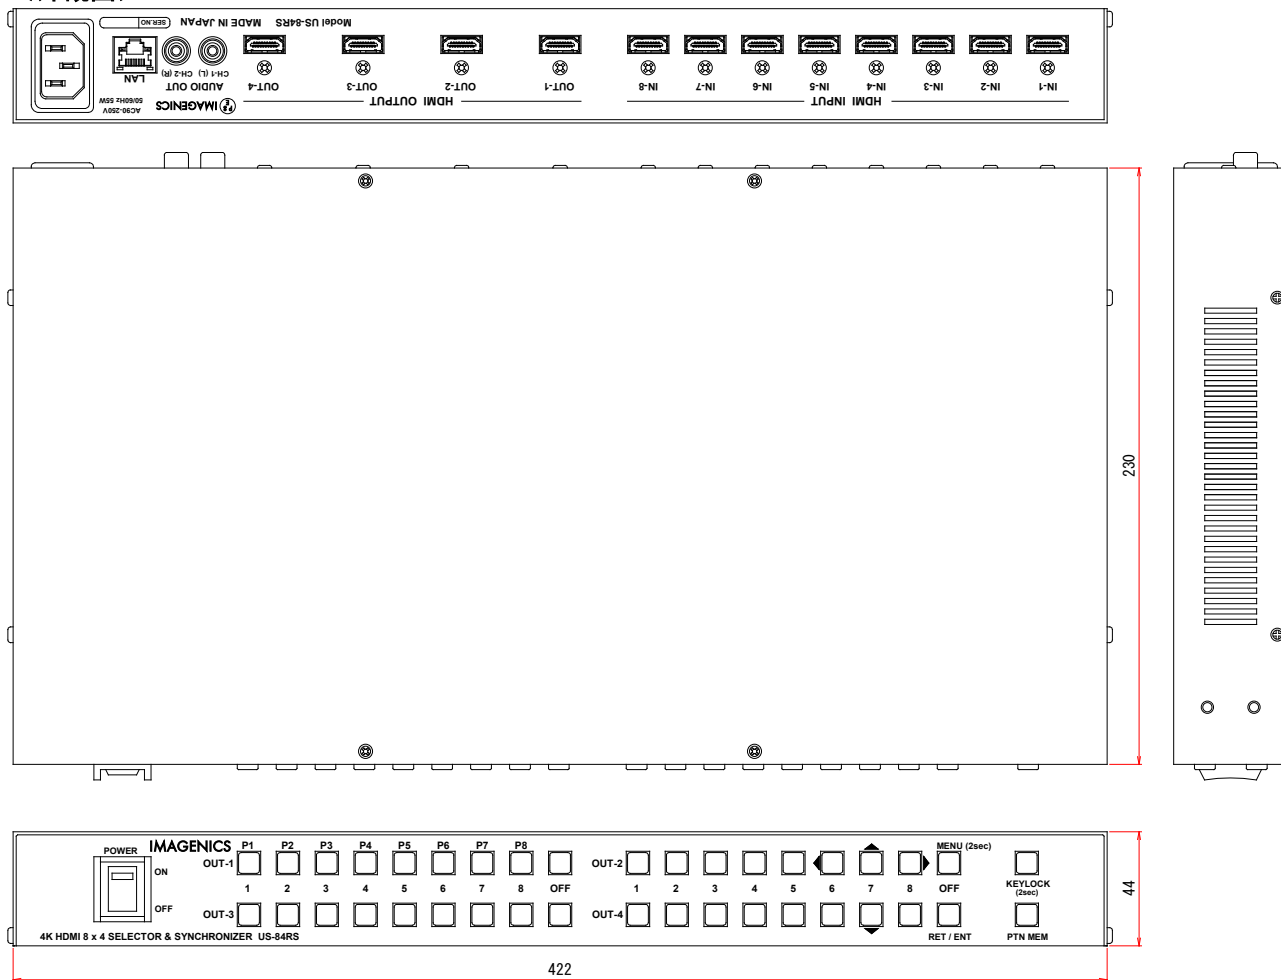 SER.NO MADE IN JAPAN Model US-84RS
LAN
CH-2 (R) CH-1 (L)
AUDIO OUT
AC90-250V
50/60 Hz 55W
IMAGENICS
OUT-4 OUT-3 OUT-2 OUT-1 IN-8 IN-7 IN-6 IN-5 IN-4 IN-3 IN-2 IN-1
HDMI OUTPUT HDMI INPUT
230
POWER
ON
OFF
IMAGENICS
P1 P2 P3 P4 P5 P6 P7 P8
OUT-1
1 2 3 4 5 6 7 8 OFF
OUT-3
OUT-2
MENU (2sec)
1 2 3 4 5 6 7 8 OFF
OUT-4
KEYLOCK
(2sec)
RET / ENT
PTN MEM
4K HDMI 8 x 4 SELECTOR & SYNCHRONIZER US-84RS
44
422